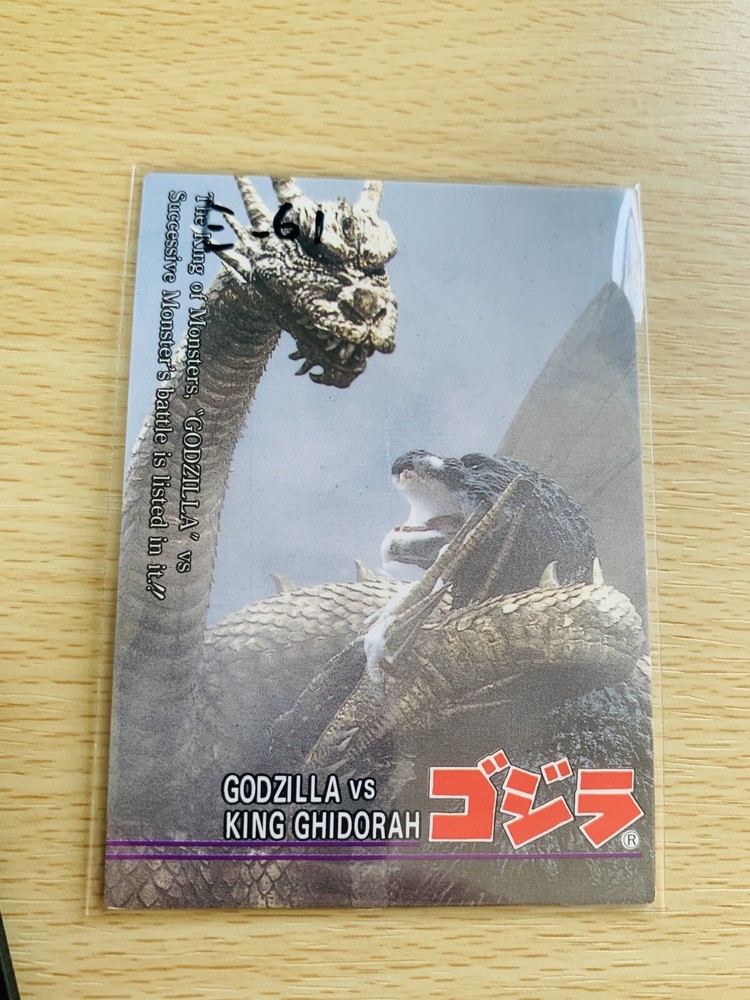 E-61
The King of Monsters, "GODZILLA" vs
Successive Monster's battle is listed in it!!
GODZILLA vs
KING GHIDORAH
ゴジラ
®